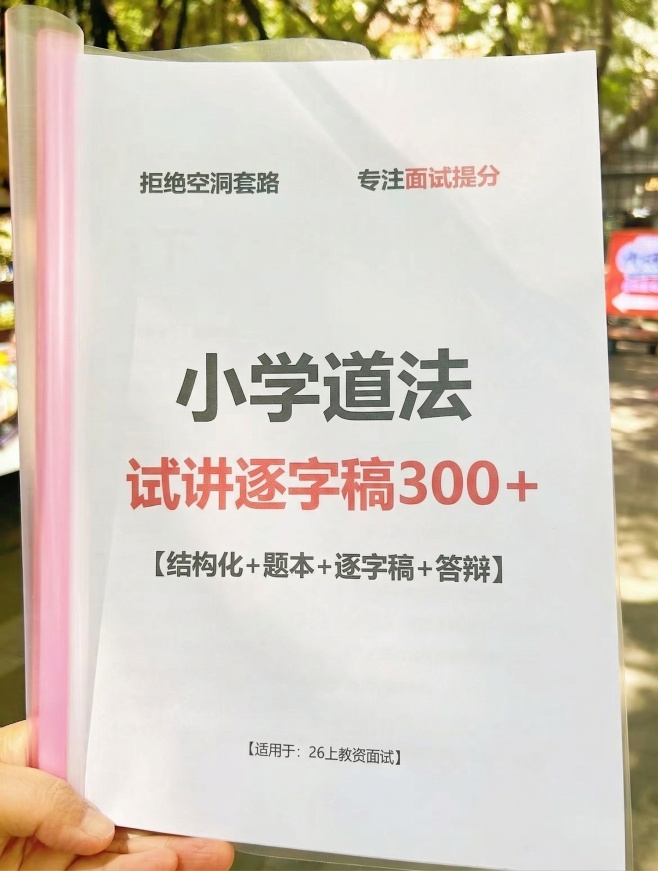 拒绝空洞套路 专注面试提分
小学道法
试讲逐字稿300+
【结构化+题本+逐字稿+答辩】
【适用于：26上教资面试】